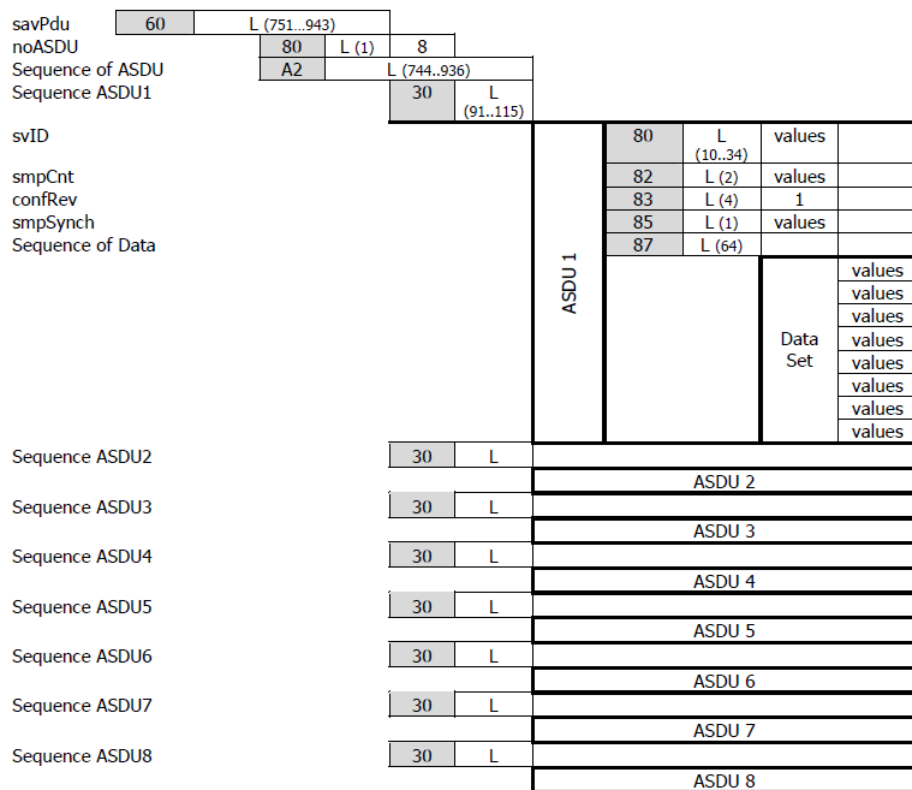 savPdu 60 L (751...943)
noASDU 80 L (1) 8
Sequence of ASDU A2 L (744..936)
Sequence ASDU1 30 L
(91..115)
svID 80 L values
(10..34)
smpCnt 82 L (2) values
confRev 83 L (4) 1
smpSynch 85 L (1) values
Sequence of Data 87 L (64)
ASDU 1
values
values
values
Data Set
values
values
values
values
values
Sequence ASDU2 30 L
ASDU 2
Sequence ASDU3 30 L
ASDU 3
Sequence ASDU4 30 L
ASDU 4
Sequence ASDU5 30 L
ASDU 5
Sequence ASDU6 30 L
ASDU 6
Sequence ASDU7 30 L
ASDU 7
Sequence ASDU8 30 L
ASDU 8